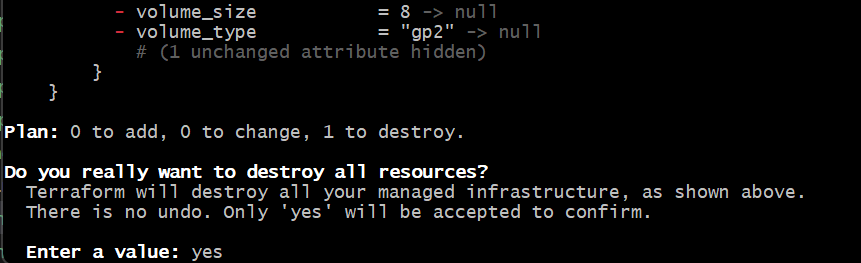 - volume_size = 8 -> null
- volume_type = "gp2" -> null
# (1 unchanged attribute hidden)
}
}
Plan: 0 to add, 0 to change, 1 to destroy.
Do you really want to destroy all resources?
Terraform will destroy all your managed infrastructure, as shown above.
There is no undo. Only 'yes' will be accepted to confirm.
Enter a value: yes